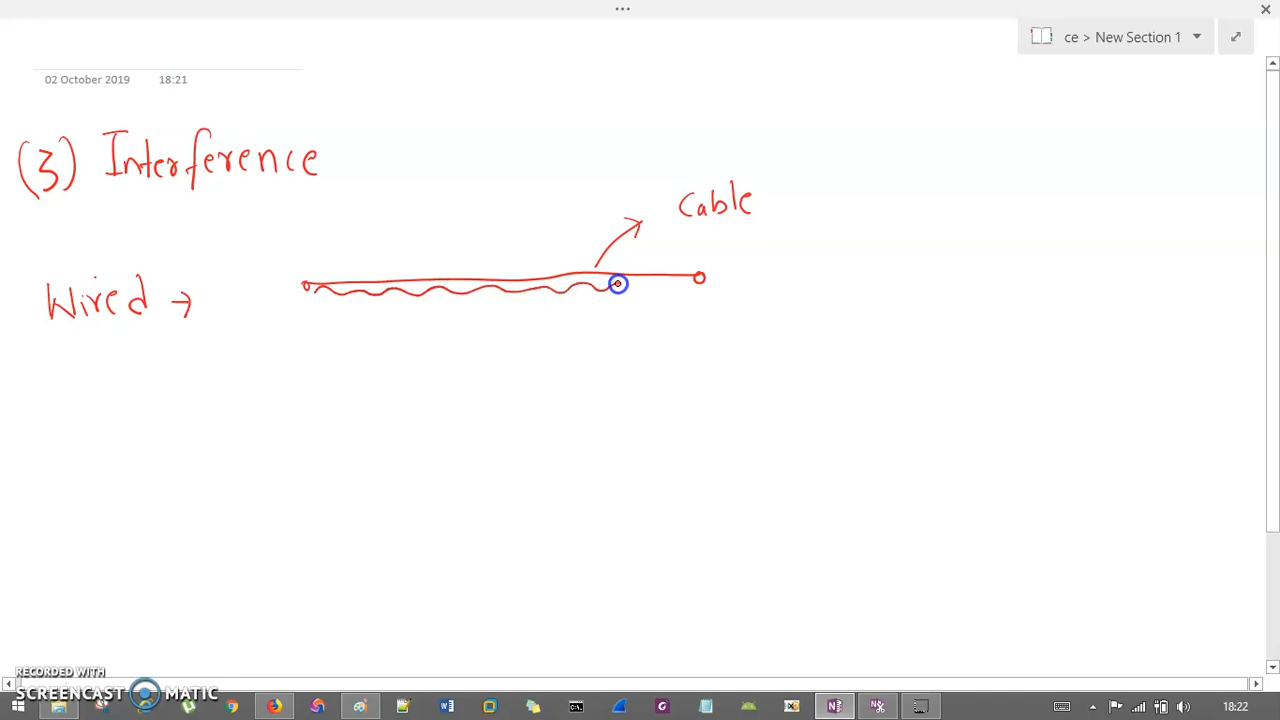 ce > New Section 1
02 October 2019 18:21
(3) Interference
Cable
Wired →
RECORDED WITH
SCREENCAST MATIC
18:22